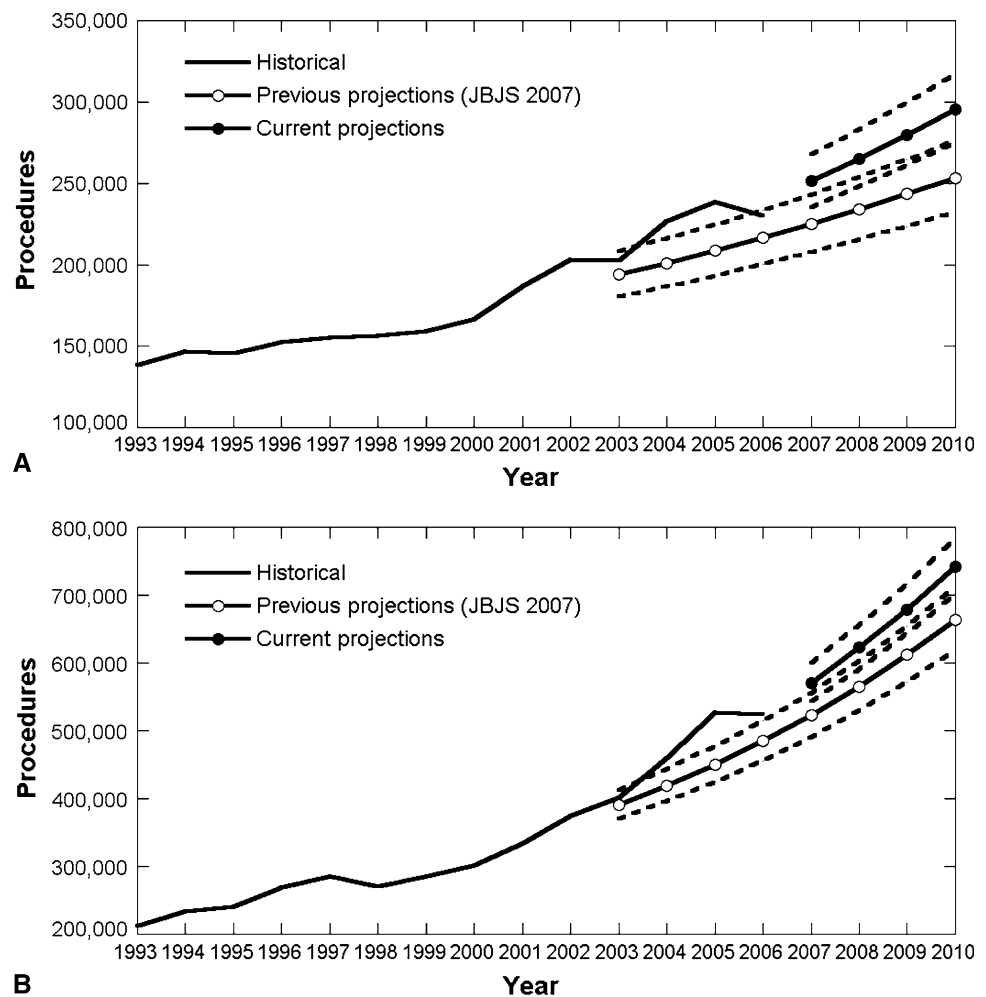 350,000
300,000
250,000
200,000
150,000
100,000
Procedures
Historical
Previous projections (JBJS 2007)
Current projections
1993 1994 1995 1996 1997 1998 1999 2000 2001 2002 2003 2004 2005 2006 2007 2008 2009 2010
A
Year
800,000
700,000
600,000
500,000
400,000
300,000
200,000
Procedures
Historical
Previous projections (JBJS 2007)
Current projections
1993 1994 1995 1996 1997 1998 1999 2000 2001 2002 2003 2004 2005 2006 2007 2008 2009 2010
B
Year